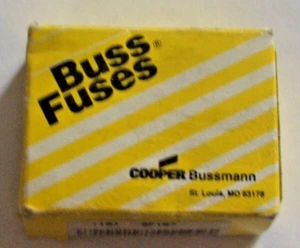 Buss®
Fuses
COOPER Bussmann
St. Louis, MO 63178